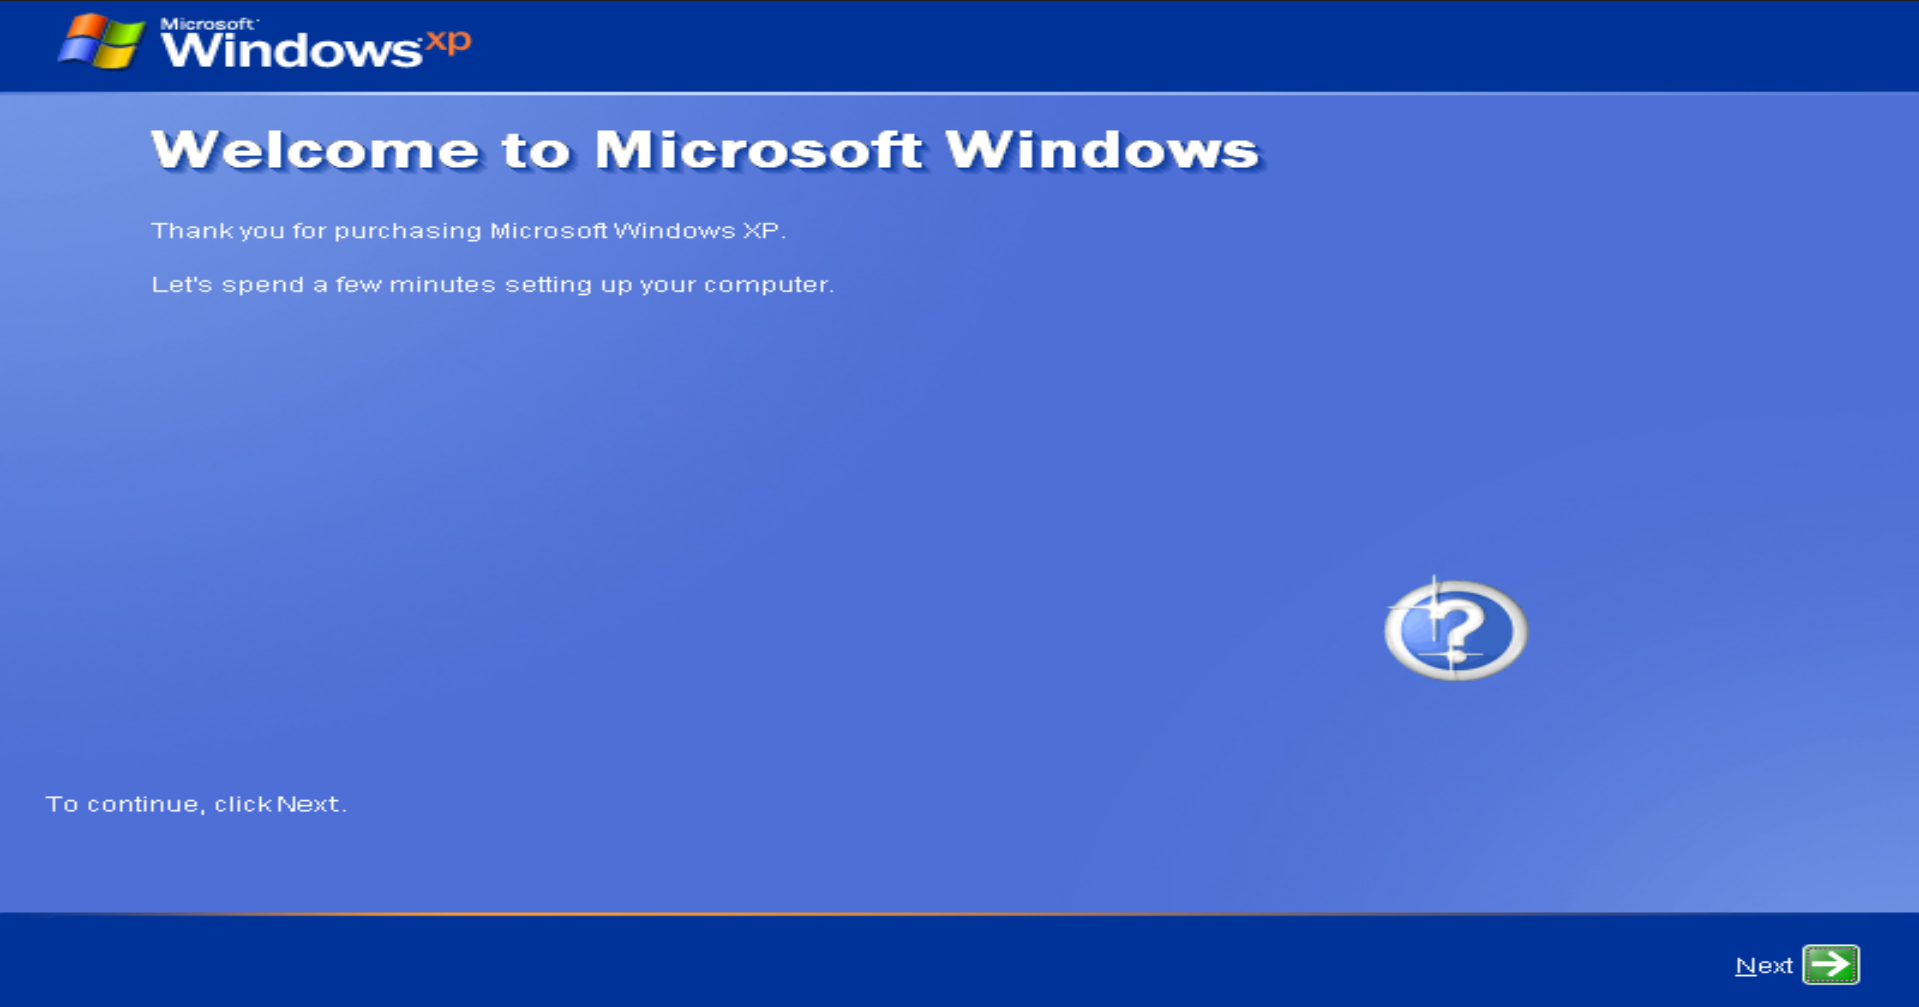 Microsoft
Windows xp
Welcome to Microsoft Windows
Thank you for purchasing Microsoft Windows XP.
Let's spend a few minutes setting up your computer.
?
To continue, click Next.
Next